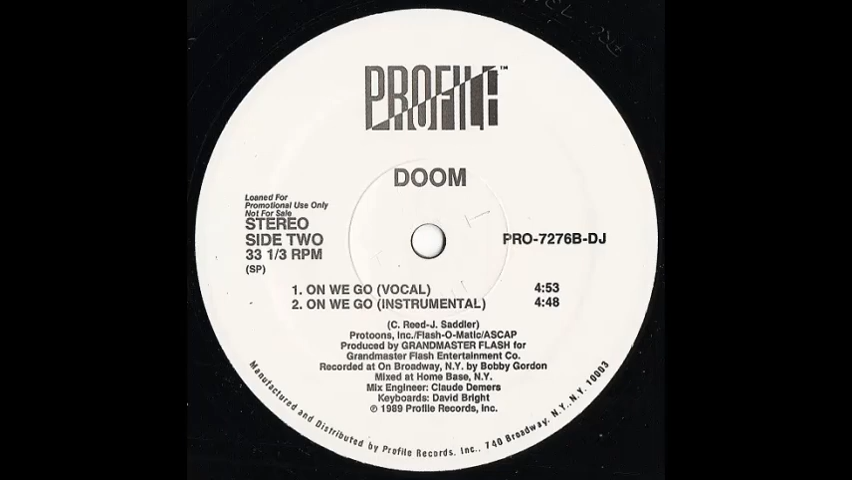 PROFILE™
DOOM
Loaned For
Promotional Use Only
Not For Sale
STEREO
SIDE TWO
33 1/3 RPM
(SP)
PRO-7276B-DJ
1. ON WE GO (VOCAL) 4:53
2. ON WE GO (INSTRUMENTAL) 4:48
(C. Reed-J. Saddler)
Protoons, Inc./Flash-O-Matic/ASCAP
Produced by GRANDMASTER FLASH for
Grandmaster Flash Entertainment Co.
Recorded at On Broadway, N.Y. by Bobby Gordon
Mixed at Home Base, N.Y.
Mix Engineer: Claude Demers
Keyboards: David Bright
℗ 1989 Profile Records, Inc.
Manufactured and Distributed by Profile Records, Inc., 740 Broadway, N.Y., N.Y. 10003